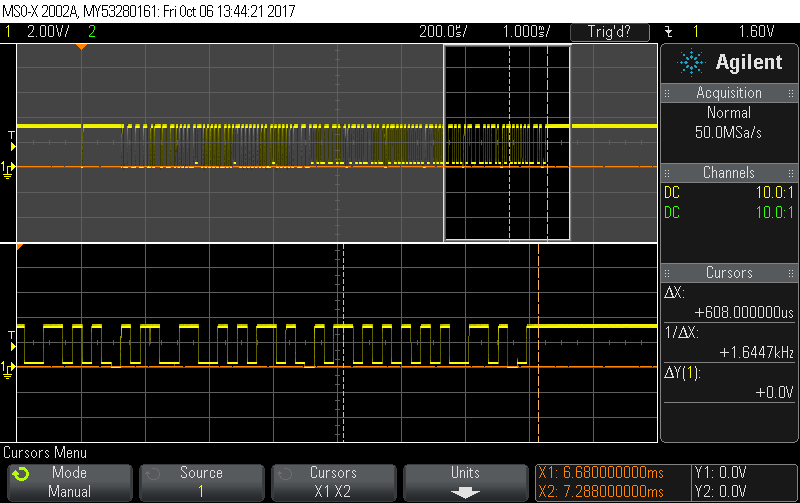 MSO-X 2002A, MY53280161: Fri Oct 06 13:44:21 2017
1 2.00V/ 2 200.0s/ 1.000s/ Trig'd? 1 1.60V
Agilent
Acquisition
Normal
50.0MSa/s
Channels
DC 10.0:1
DC 10.0:1
Cursors
ΔX:
+608.000000us
1/ΔX:
+1.6447kHz
ΔY(1):
+0.0V
T
1
T
1
Cursors Menu
Mode
Manual
Source
1
Cursors
X1 X2
Units
X1: 6.680000000ms
X2: 7.288000000ms
Y1: 0.0V
Y2: 0.0V